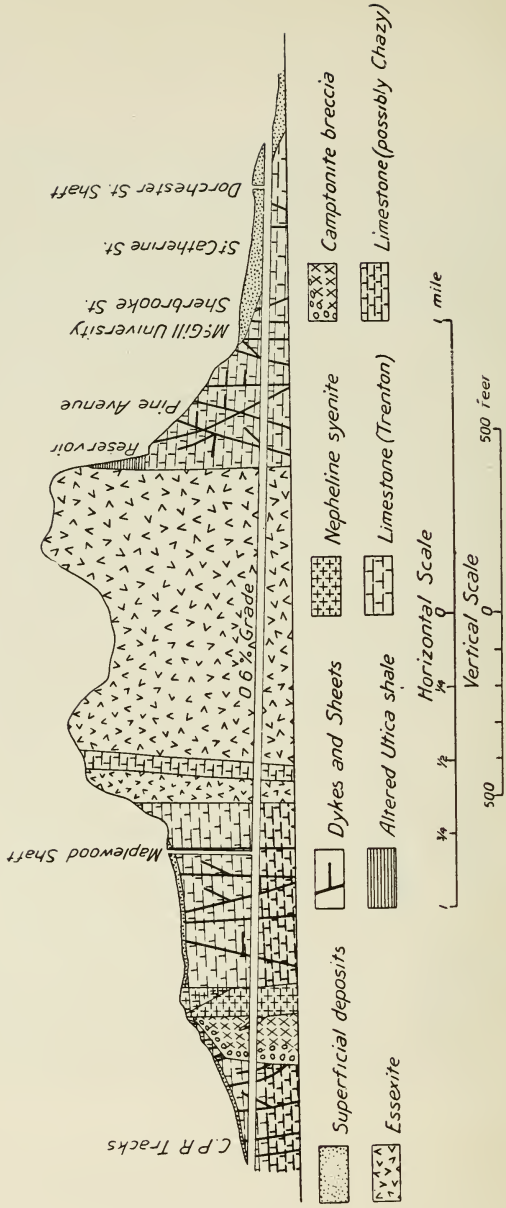 C.P.R Tracks
Maplewood Shaft
Reservoir
Pine Avenue
McGill University
Sherbrooke St.
St Catherine St.
Dorchester St. Shaft
0.6% Grade
Superficial deposits
Dykes and Sheets
Nepheline syenite
Camptonite breccia
Essexite
Altered Utica shale
Limestone (Trenton)
Limestone (possibly Chazy)
Horizontal Scale
1 3/4 1/2 1/4 0 1 mile
Vertical Scale
500 0 500 feet